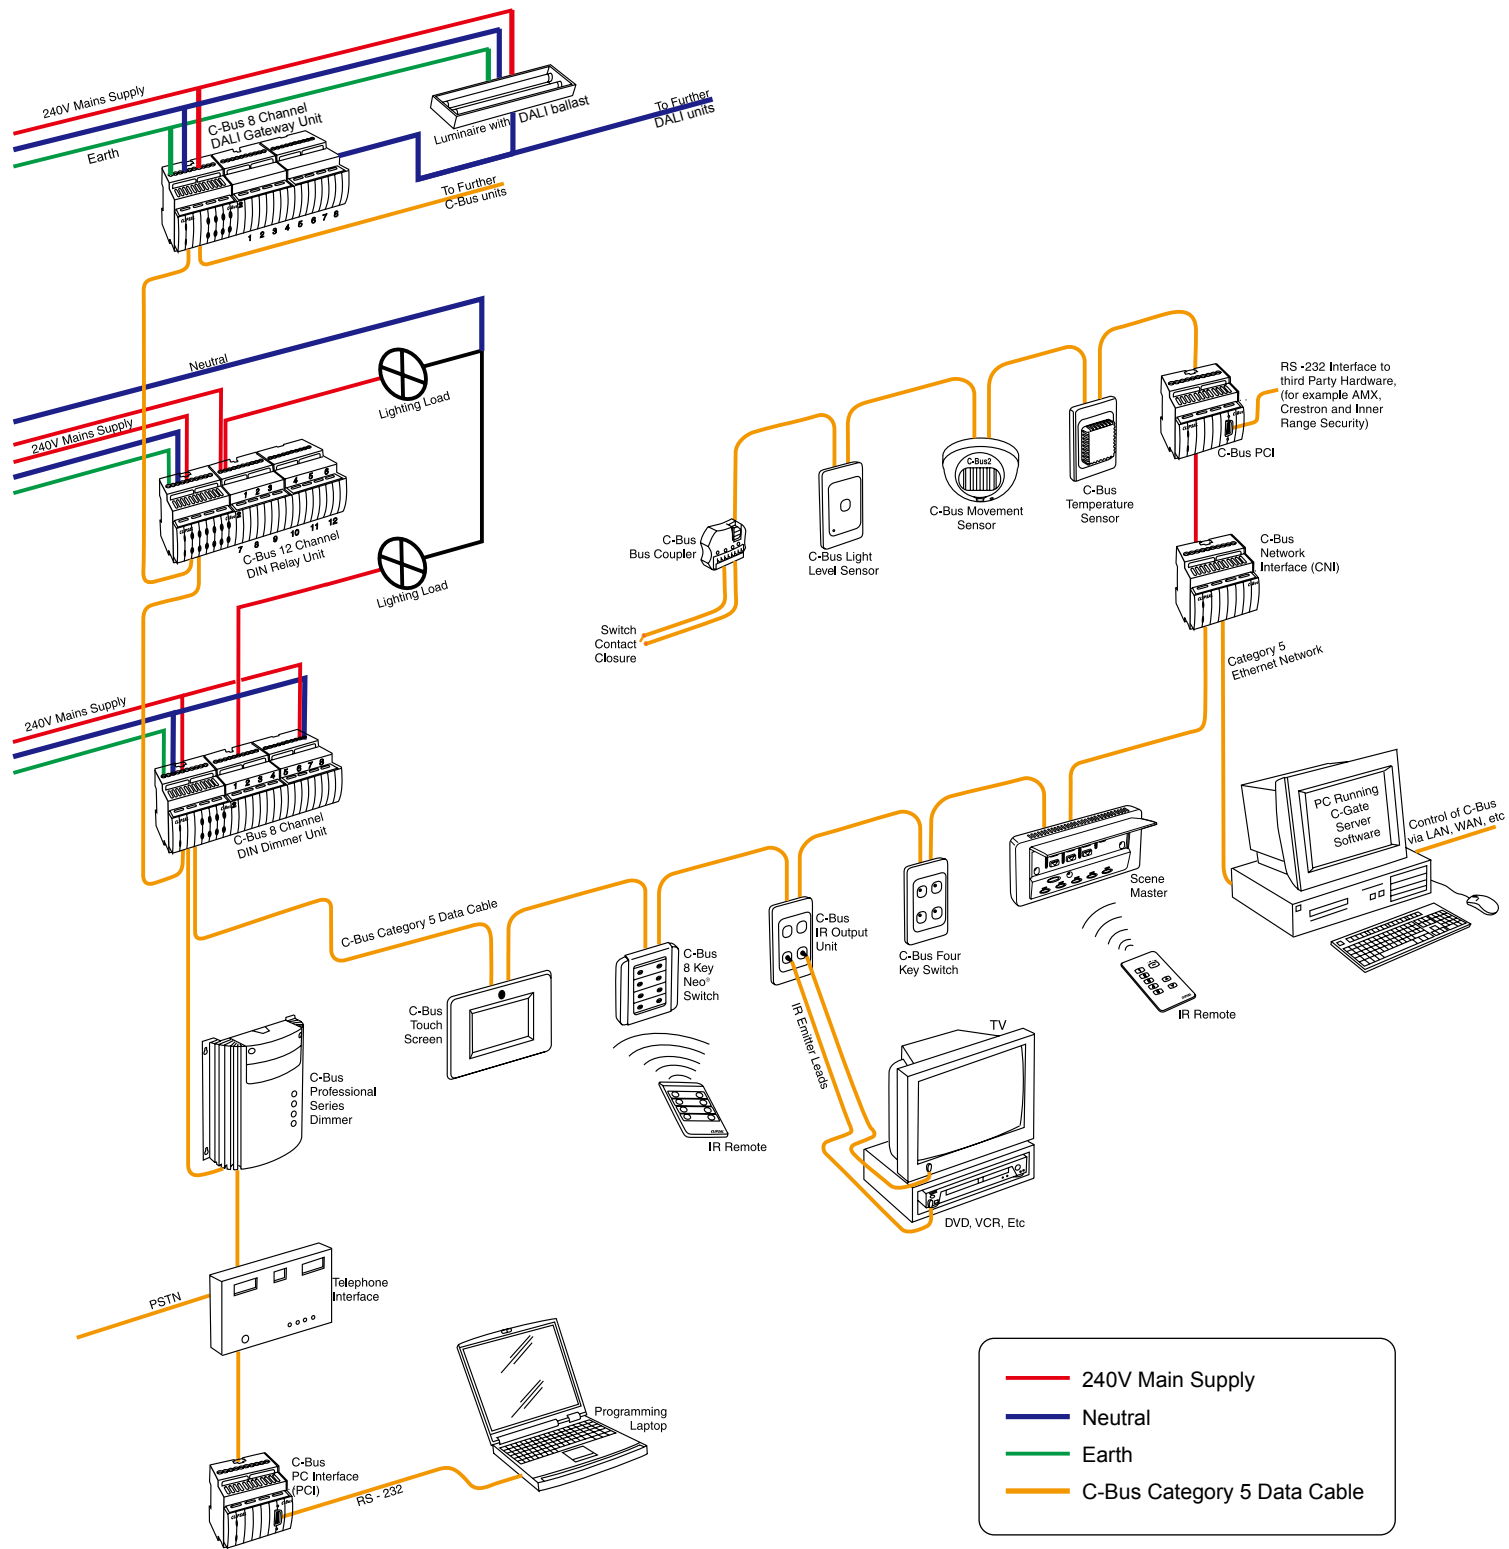 240V Mains Supply
C-Bus 8 Channel
DALI Gateway Unit
Earth
Luminaire with DALI ballast
To Further
DALI units
To Further
C-Bus units
1 2 3 4 5 6 7 8
Neutral
Lighting Load
240V Mains Supply
1 2 3 4 5 6
7 8 9 10 11 12
C-Bus 12 Channel
DIN Relay Unit
Lighting Load
240V Mains Supply
1 2 3 4 5 6 7 8
C-Bus 8 Channel
DIN Dimmer Unit
RS -232 Interface to
third Party Hardware,
(for example AMX,
Crestron and Inner
Range Security)
C-Bus PCI
C-Bus
Temperature
Sensor
C-Bus2
C-Bus Movement
Sensor
C-Bus Light
Level Sensor
C-Bus
Bus Coupler
Switch
Contact
Closure
C-Bus
Network
Interface (CNI)
Category 5
Ethernet Network
PC Running
C-Gate
Server
Software
Control of C-Bus
via LAN, WAN, etc
Scene
Master
IR Remote
C-Bus Four
Key Switch
C-Bus
IR Output
Unit
C-Bus
8 Key
Neo®
Switch
C-Bus Category 5 Data Cable
C-Bus
Touch
Screen
IR Remote
IR Emitter Leads
TV
DVD, VCR, Etc
C-Bus
Professional
Series
Dimmer
Telephone
Interface
PSTN
Programming
Laptop
C-Bus
PC Interface
(PCI)
RS - 232
240V Main Supply
Neutral
Earth
C-Bus Category 5 Data Cable